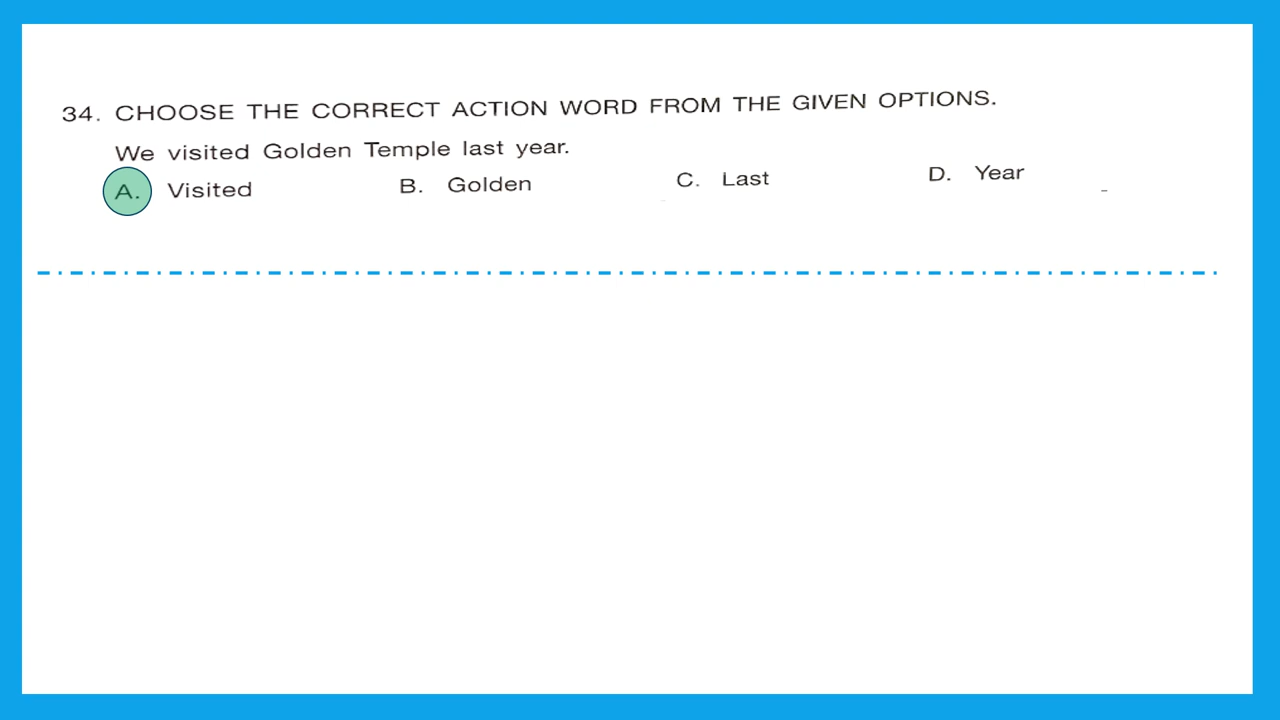 34. CHOOSE THE CORRECT ACTION WORD FROM THE GIVEN OPTIONS.
We visited Golden Temple last year.
A. Visited B. Golden C. Last D. Year